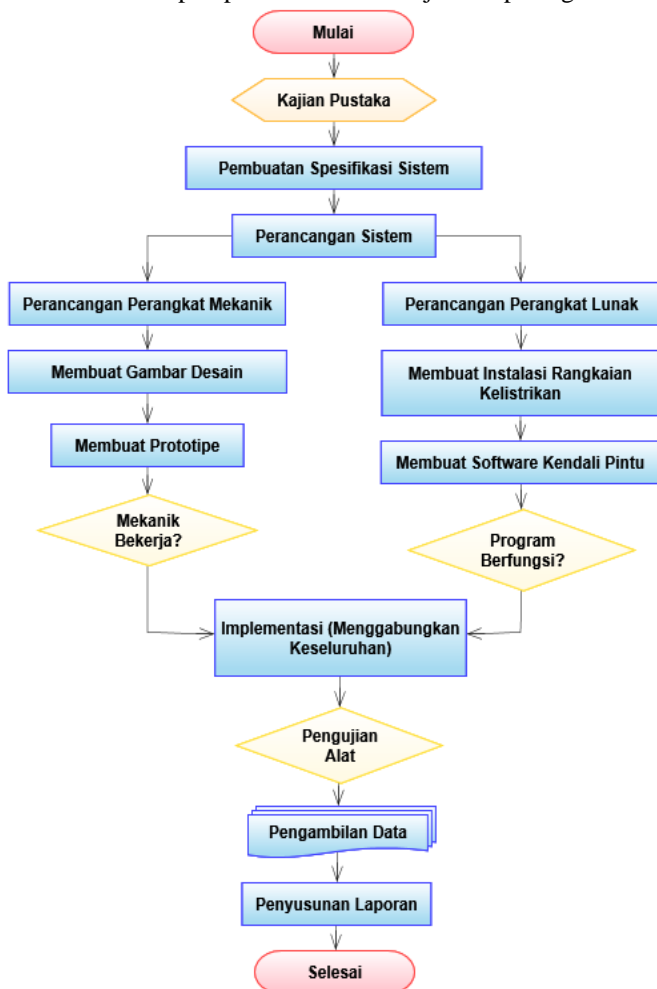 Mulai
Kajian Pustaka
Pembuatan Spesifikasi Sistem
Perancangan Sistem
Perancangan Perangkat Mekanik
Membuat Gambar Desain
Membuat Prototipe
Mekanik
Bekerja?
Perancangan Perangkat Lunak
Membuat Instalasi Rangkaian
Kelistrikan
Membuat Software Kendali Pintu
Program
Berfungsi?
Implementasi (Menggabungkan
Keseluruhan)
Pengujian
Alat
Pengambilan Data
Penyusunan Laporan
Selesai